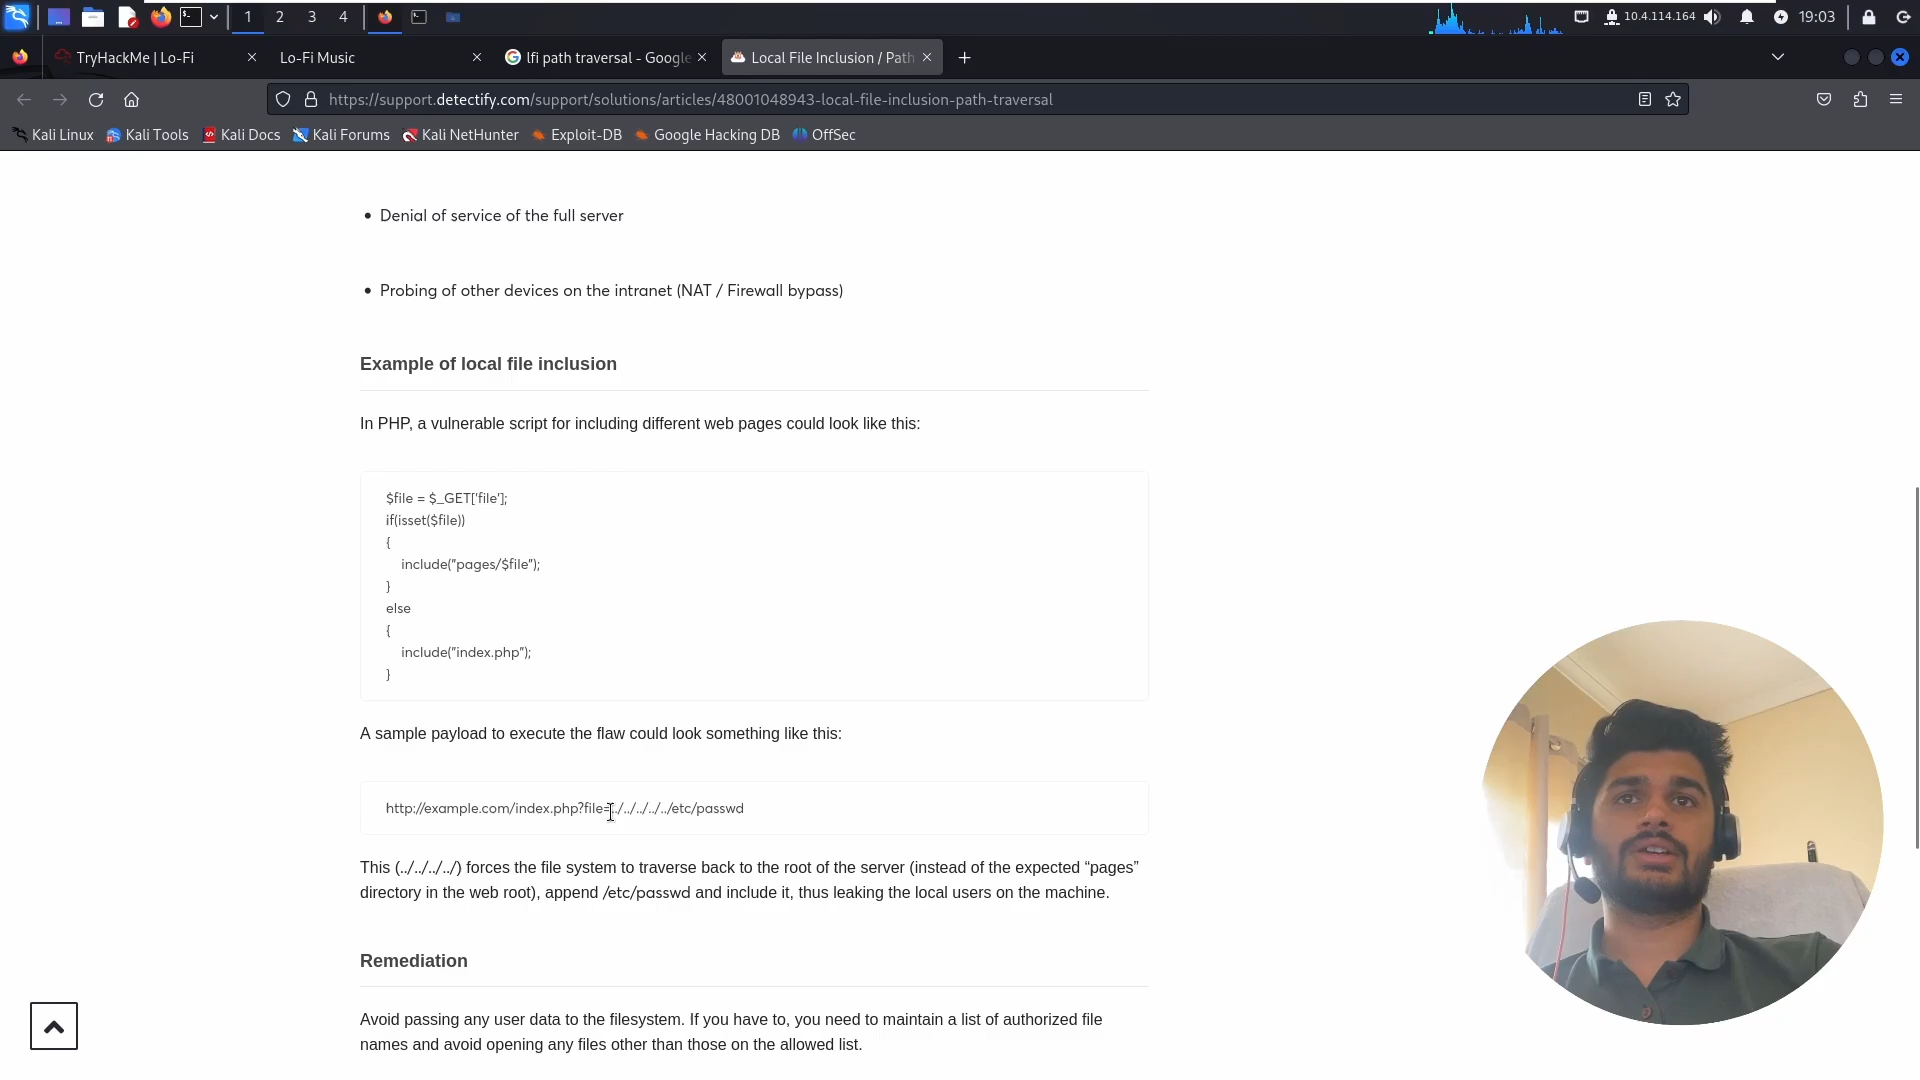 1 2 3 4 10.4.114.164 19:03
TryHackMe | Lo-Fi
Lo-Fi Music
lfi path traversal - Google
Local File Inclusion / Path
https://support.detectify.com/support/solutions/articles/48001048943-local-file-inclusion-path-traversal
Kali Linux Kali Tools Kali Docs Kali Forums Kali NetHunter Exploit-DB Google Hacking DB OffSec
• Denial of service of the full server
• Probing of other devices on the intranet (NAT / Firewall bypass)
Example of local file inclusion
In PHP, a vulnerable script for including different web pages could look like this:
$file = $_GET['file'];
if(isset($file))
{
include("pages/$file");
}
else
{
include("index.php");
}
A sample payload to execute the flaw could look something like this:
http://example.com/index.php?file=../../../../../etc/passwd
This (../../../../) forces the file system to traverse back to the root of the server (instead of the expected “pages”
directory in the web root), append /etc/passwd and include it, thus leaking the local users on the machine.
Remediation
Avoid passing any user data to the filesystem. If you have to, you need to maintain a list of authorized file
names and avoid opening any files other than those on the allowed list.